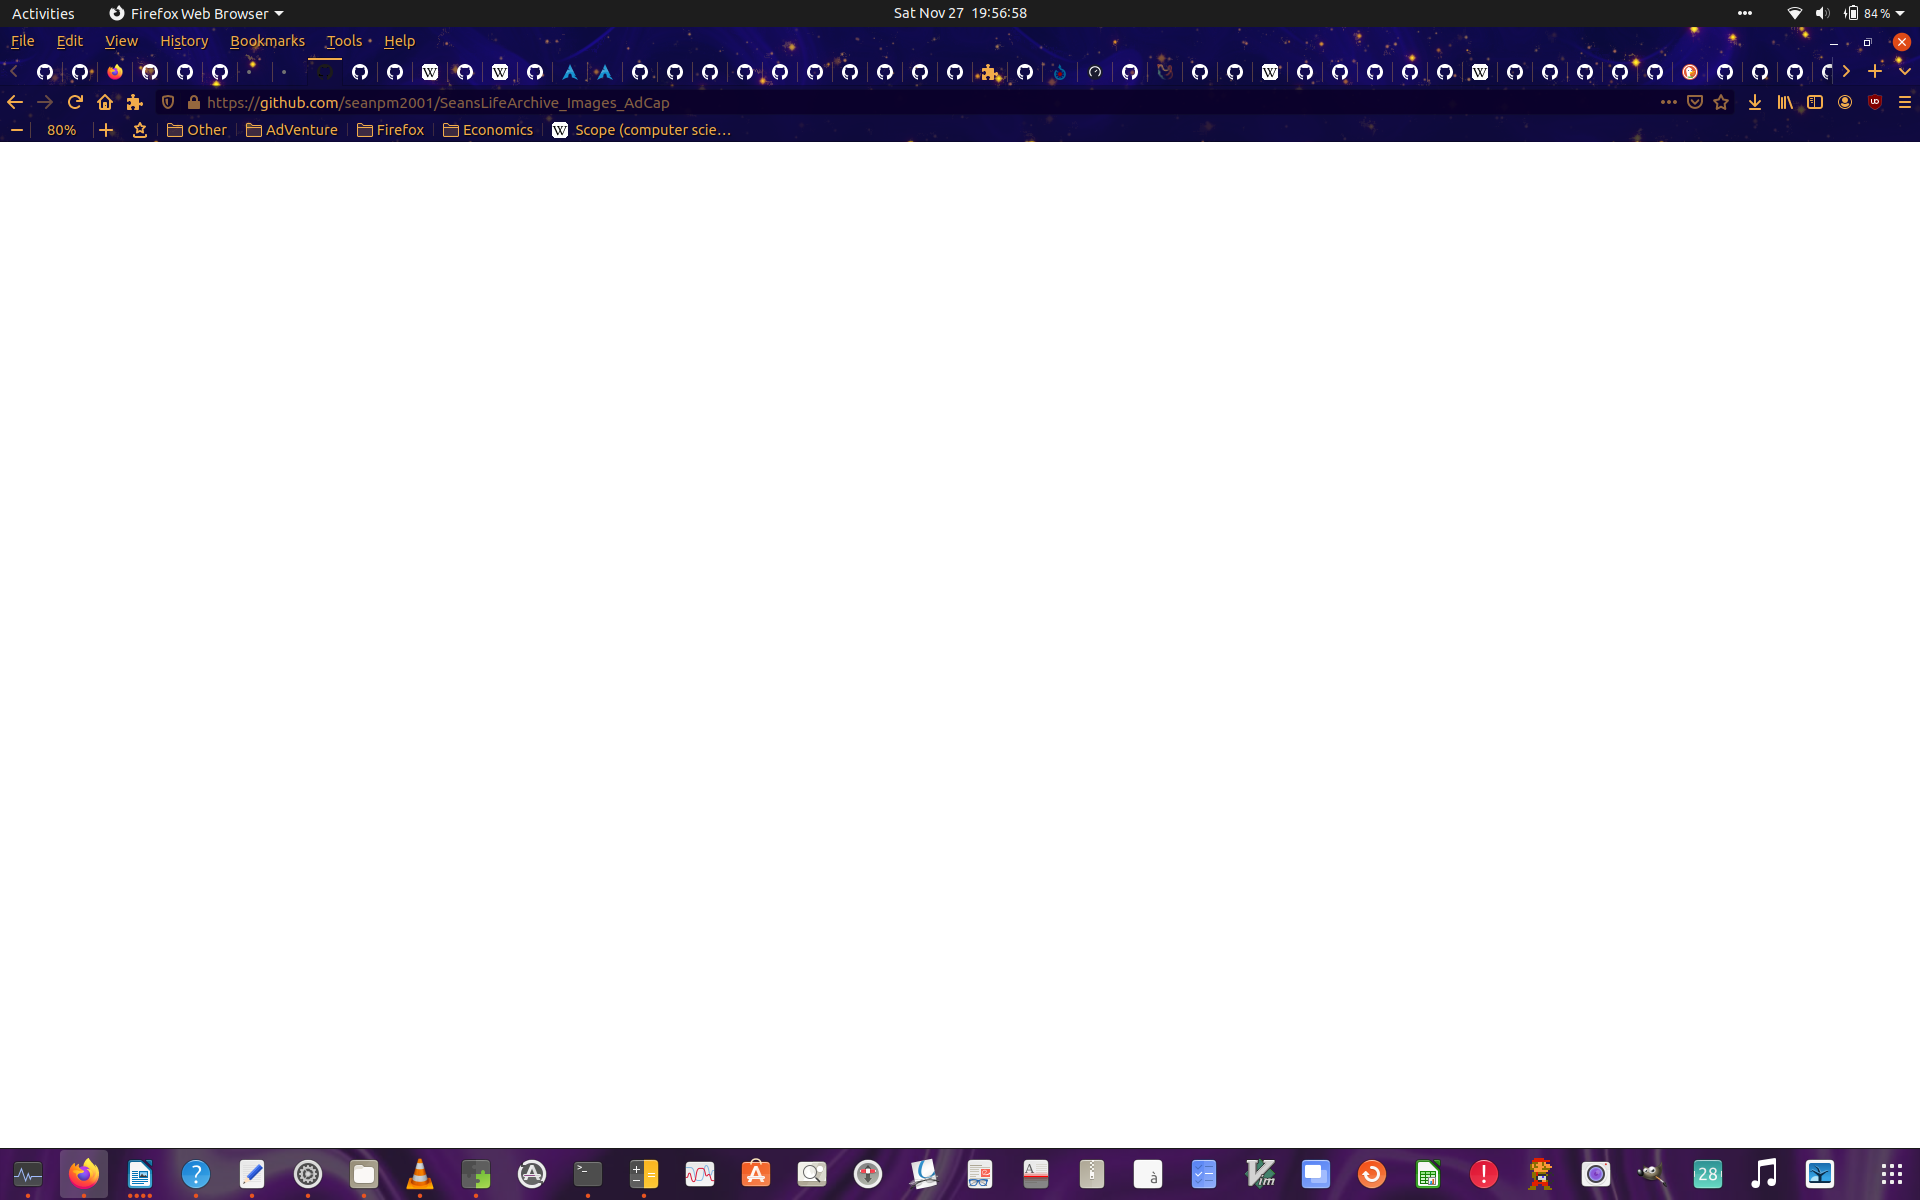 Activities Firefox Web Browser Sat Nov 27 19:56:58 84 %
File Edit View History Bookmarks Tools Help
https://github.com/seanpm2001/SeansLifeArchive_Images_AdCap
80% Other AdVenture Firefox Economics W Scope (computer scie…
28